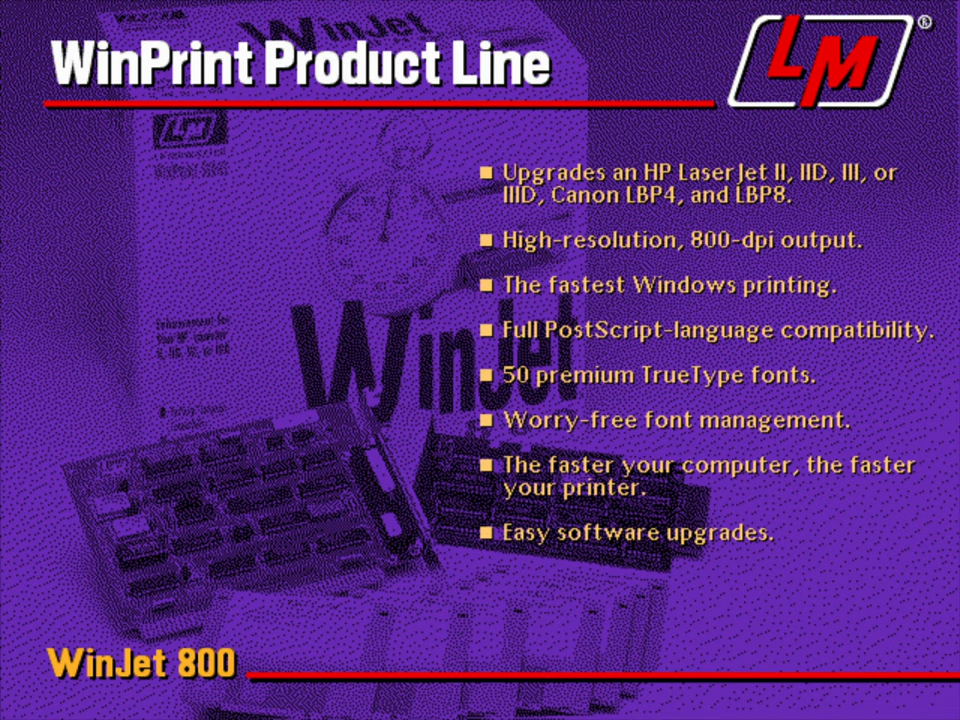 WinJet
WinPrint Product Line
LM®
LM
■ Upgrades an HP LaserJet II, IID, III, or
IIID, Canon LBP4, and LBP8.
■ High-resolution, 800-dpi output.
■ The fastest Windows printing.
■ Full PostScript-language compatibility.
WinJet
■ 50 premium TrueType fonts.
■ Worry-free font management.
■ The faster your computer, the faster
your printer.
■ Easy software upgrades.
WinJet 800